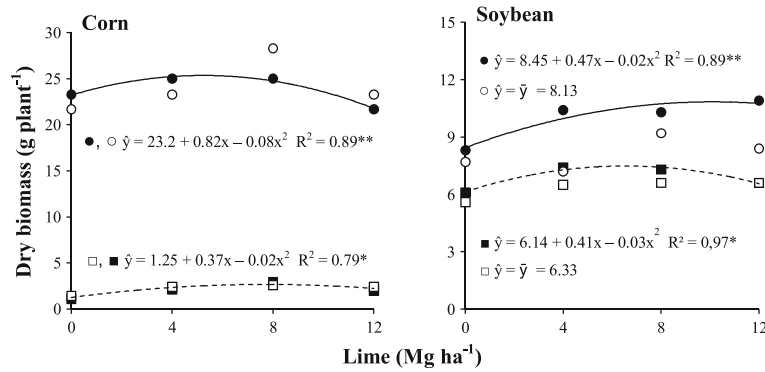 Corn
Soybean
Dry biomass (g plant⁻¹)
30
25
20
15
10
5
0
●, ○ ŷ = 23.2 + 0.82x – 0.08x² R² = 0.89**
□, ■ ŷ = 1.25 + 0.37x – 0.02x² R² = 0.79*
0 4 8 12
15
12
9
6
3
0
● ŷ = 8.45 + 0.47x – 0.02x² R² = 0.89**
○ ŷ = ȳ = 8.13
■ ŷ = 6.14 + 0.41x – 0.03x² R² = 0,97*
□ ŷ = ȳ = 6.33
0 4 8 12
Lime (Mg ha⁻¹)